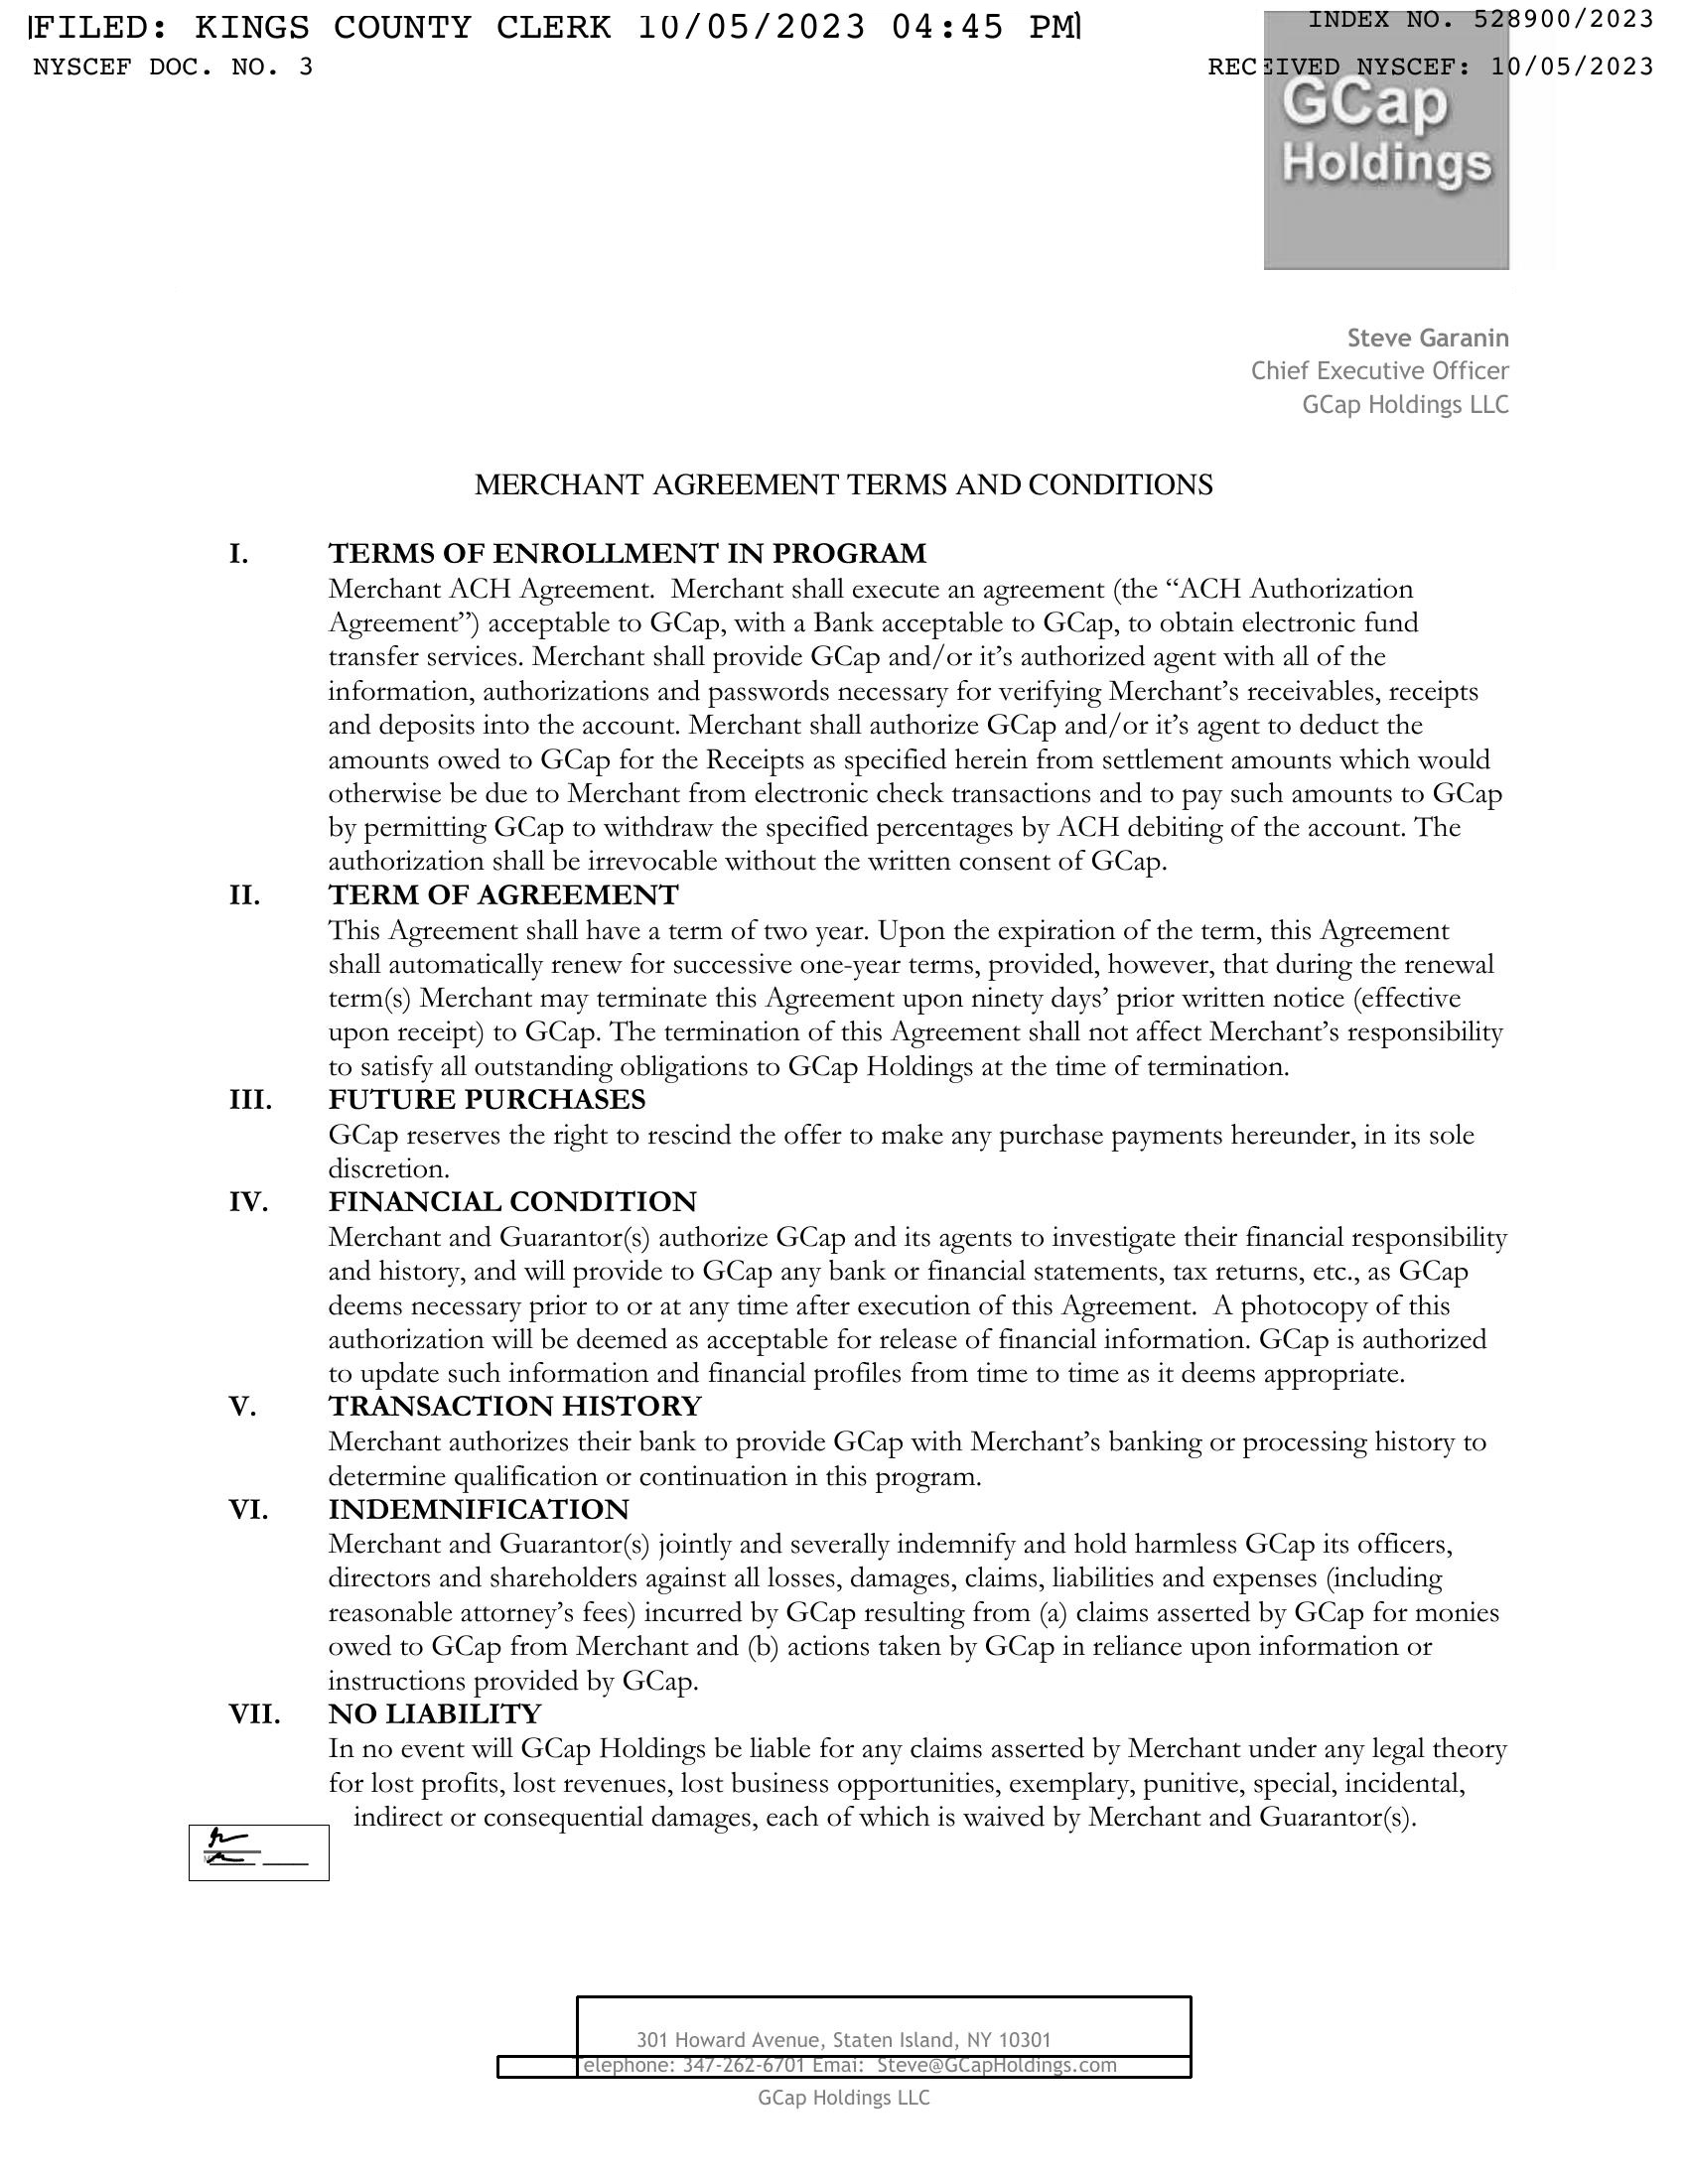 FILED: KINGS COUNTY CLERK 10/05/2023 04:45 PM
INDEX NO. 528900/2023
NYSCEF DOC. NO. 3
RECEIVED NYSCEF: 10/05/2023
GCap
Holdings
Steve Garanin
Chief Executive Officer
GCap Holdings LLC
MERCHANT AGREEMENT TERMS AND CONDITIONS
I. TERMS OF ENROLLMENT IN PROGRAM
Merchant ACH Agreement. Merchant shall execute an agreement (the “ACH Authorization
Agreement”) acceptable to GCap, with a Bank acceptable to GCap, to obtain electronic fund
transfer services. Merchant shall provide GCap and/or it’s authorized agent with all of the
information, authorizations and passwords necessary for verifying Merchant’s receivables, receipts
and deposits into the account. Merchant shall authorize GCap and/or it’s agent to deduct the
amounts owed to GCap for the Receipts as specified herein from settlement amounts which would
otherwise be due to Merchant from electronic check transactions and to pay such amounts to GCap
by permitting GCap to withdraw the specified percentages by ACH debiting of the account. The
authorization shall be irrevocable without the written consent of GCap.
II. TERM OF AGREEMENT
This Agreement shall have a term of two year. Upon the expiration of the term, this Agreement
shall automatically renew for successive one-year terms, provided, however, that during the renewal
term(s) Merchant may terminate this Agreement upon ninety days’ prior written notice (effective
upon receipt) to GCap. The termination of this Agreement shall not affect Merchant’s responsibility
to satisfy all outstanding obligations to GCap Holdings at the time of termination.
III. FUTURE PURCHASES
GCap reserves the right to rescind the offer to make any purchase payments hereunder, in its sole
discretion.
IV. FINANCIAL CONDITION
Merchant and Guarantor(s) authorize GCap and its agents to investigate their financial responsibility
and history, and will provide to GCap any bank or financial statements, tax returns, etc., as GCap
deems necessary prior to or at any time after execution of this Agreement. A photocopy of this
authorization will be deemed as acceptable for release of financial information. GCap is authorized
to update such information and financial profiles from time to time as it deems appropriate.
V. TRANSACTION HISTORY
Merchant authorizes their bank to provide GCap with Merchant’s banking or processing history to
determine qualification or continuation in this program.
VI. INDEMNIFICATION
Merchant and Guarantor(s) jointly and severally indemnify and hold harmless GCap its officers,
directors and shareholders against all losses, damages, claims, liabilities and expenses (including
reasonable attorney’s fees) incurred by GCap resulting from (a) claims asserted by GCap for monies
owed to GCap from Merchant and (b) actions taken by GCap in reliance upon information or
instructions provided by GCap.
VII. NO LIABILITY
In no event will GCap Holdings be liable for any claims asserted by Merchant under any legal theory
for lost profits, lost revenues, lost business opportunities, exemplary, punitive, special, incidental,
indirect or consequential damages, each of which is waived by Merchant and Guarantor(s).
301 Howard Avenue, Staten Island, NY 10301
Telephone: 347-262-6701 Emai: Steve@GCapHoldings.com
GCap Holdings LLC